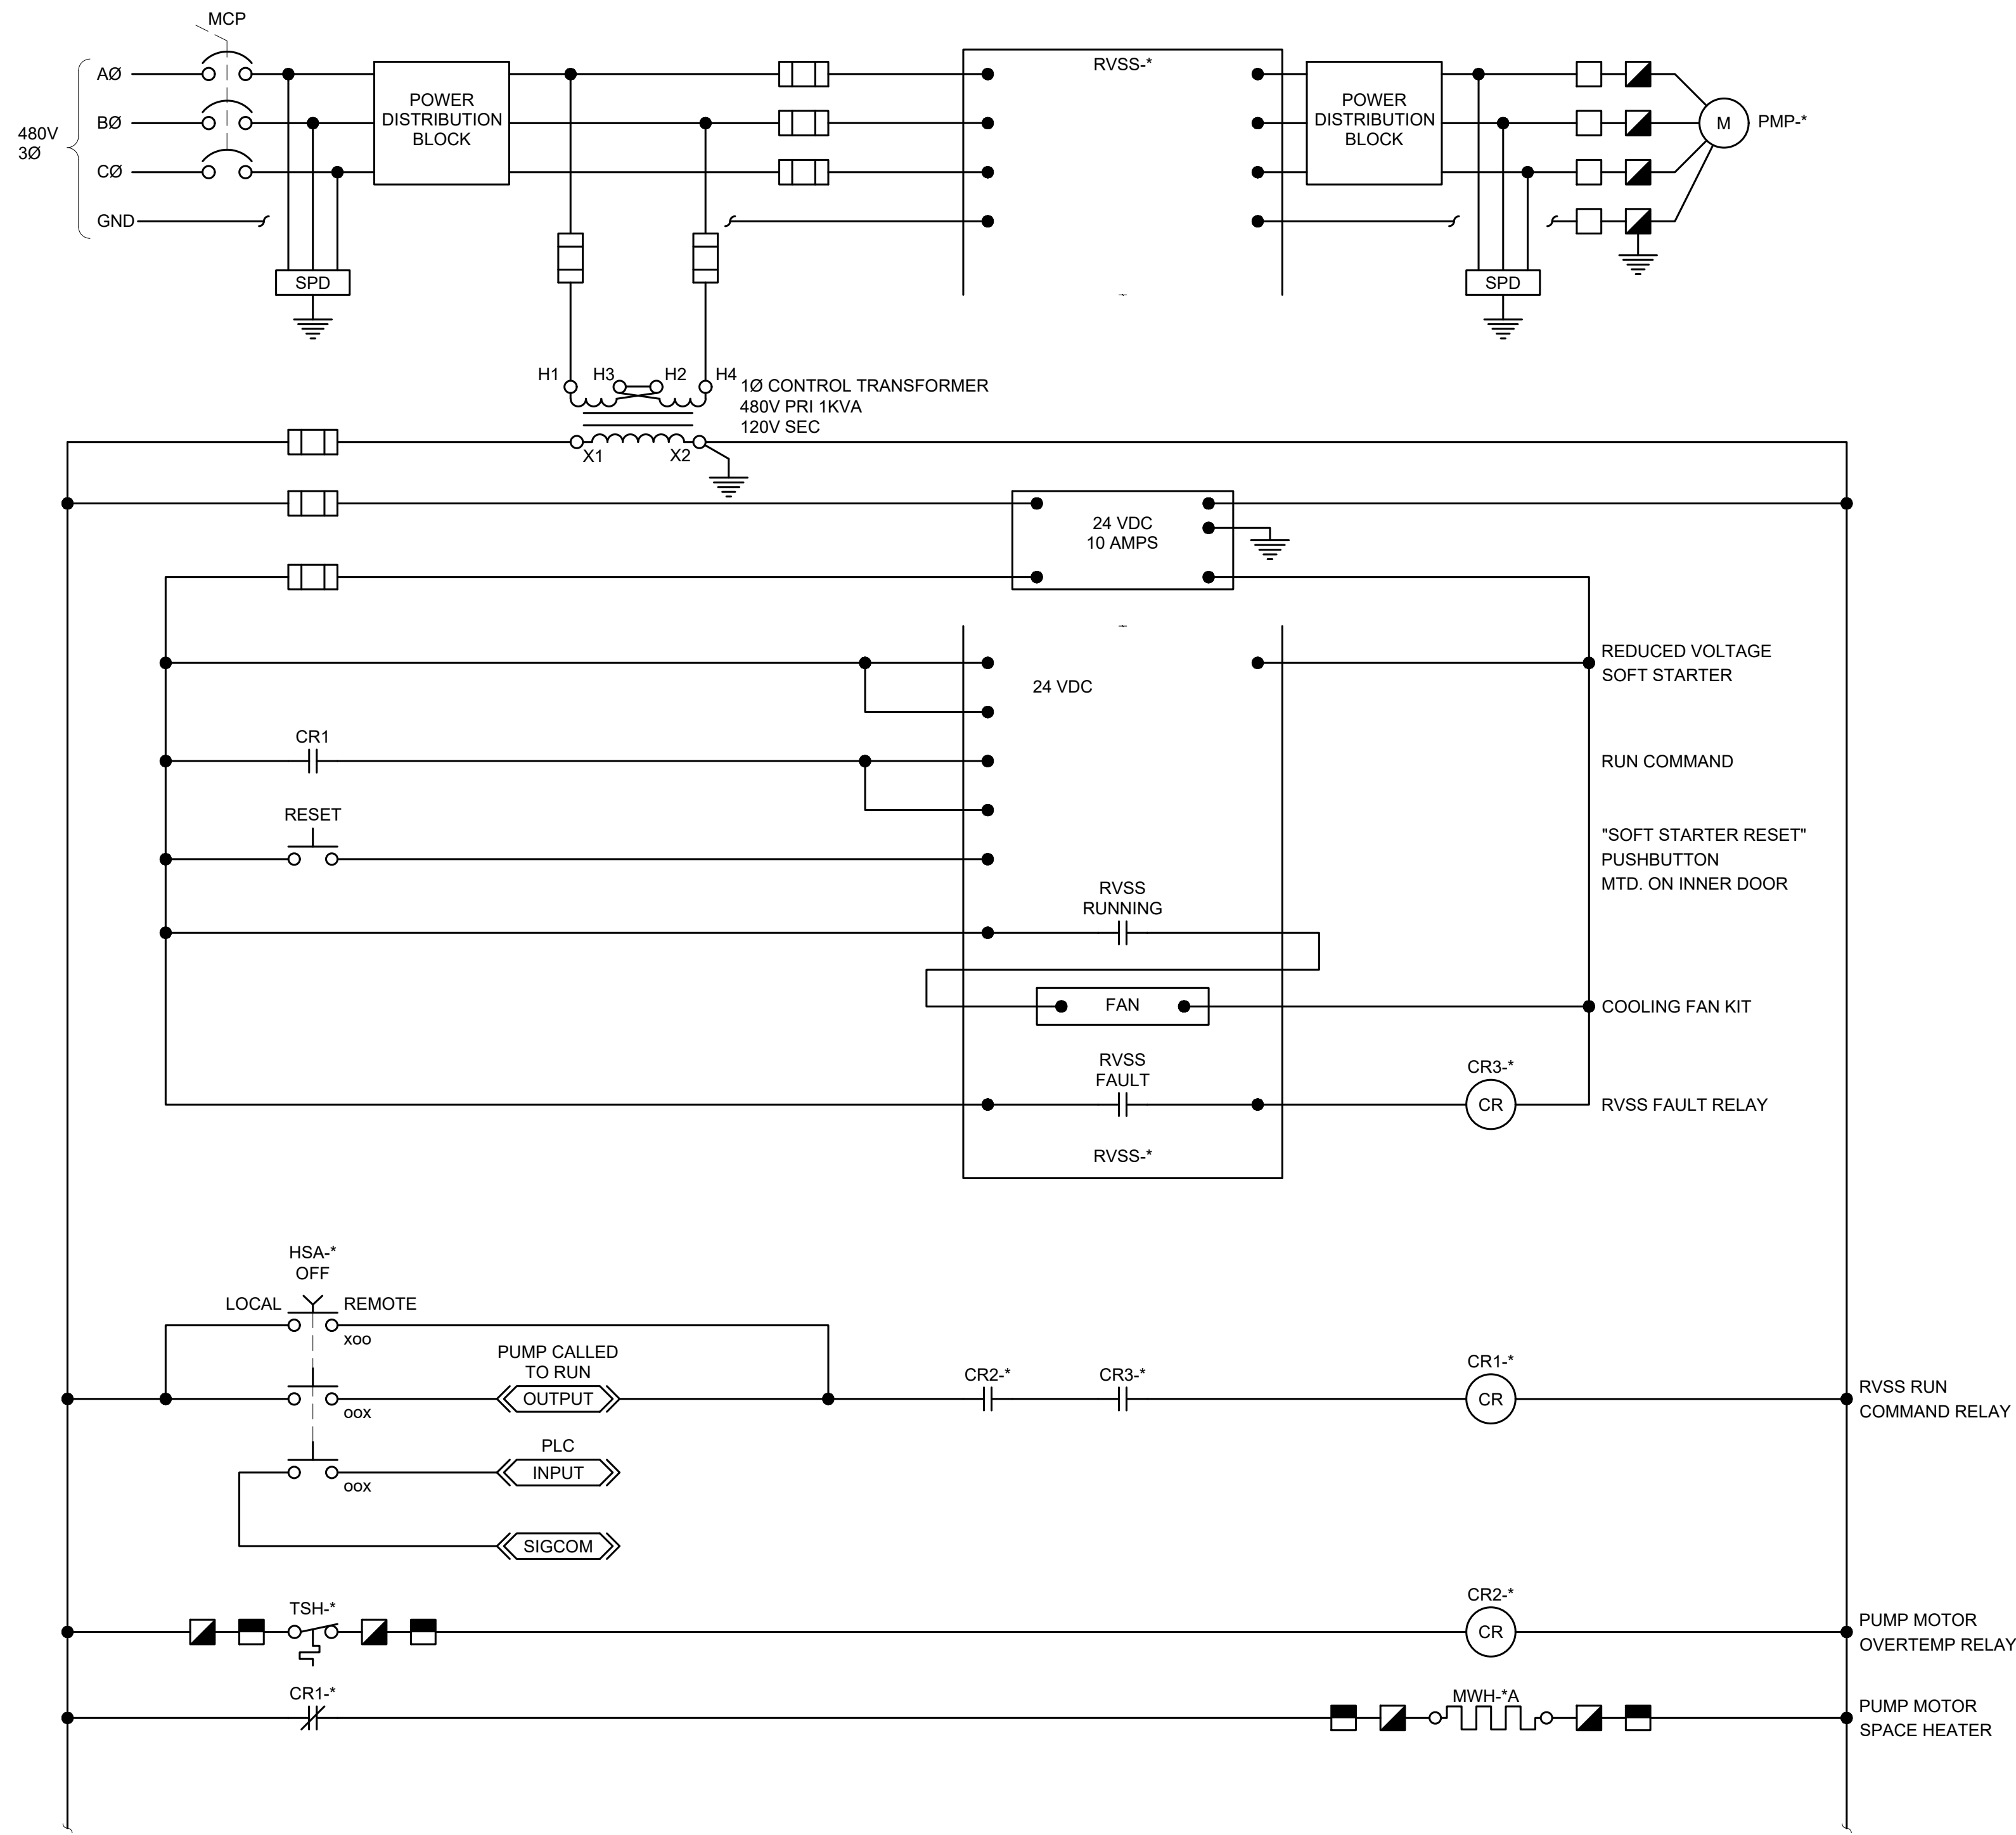 MCP
AØ
BØ
CØ
GND
480V
3Ø
POWER
DISTRIBUTION
BLOCK
RVSS-*
POWER
DISTRIBUTION
BLOCK
M
PMP-*
SPD
SPD
H1
H3
H2
H4
1Ø CONTROL TRANSFORMER
480V PRI 1KVA
120V SEC
X1
X2
24 VDC
10 AMPS
24 VDC
REDUCED VOLTAGE
SOFT STARTER
CR1
RUN COMMAND
RESET
"SOFT STARTER RESET"
PUSHBUTTON
MTD. ON INNER DOOR
RVSS
RUNNING
FAN
COOLING FAN KIT
RVSS
FAULT
CR3-*
CR
RVSS FAULT RELAY
RVSS-*
HSA-*
OFF
LOCAL
REMOTE
xoo
PUMP CALLED
TO RUN
OUTPUT
oox
CR2-*
CR3-*
CR1-*
CR
RVSS RUN
COMMAND RELAY
PLC
INPUT
oox
SIGCOM
TSH-*
CR2-*
CR
PUMP MOTOR
OVERTEMP RELAY
CR1-*
MWH-*A
PUMP MOTOR
SPACE HEATER